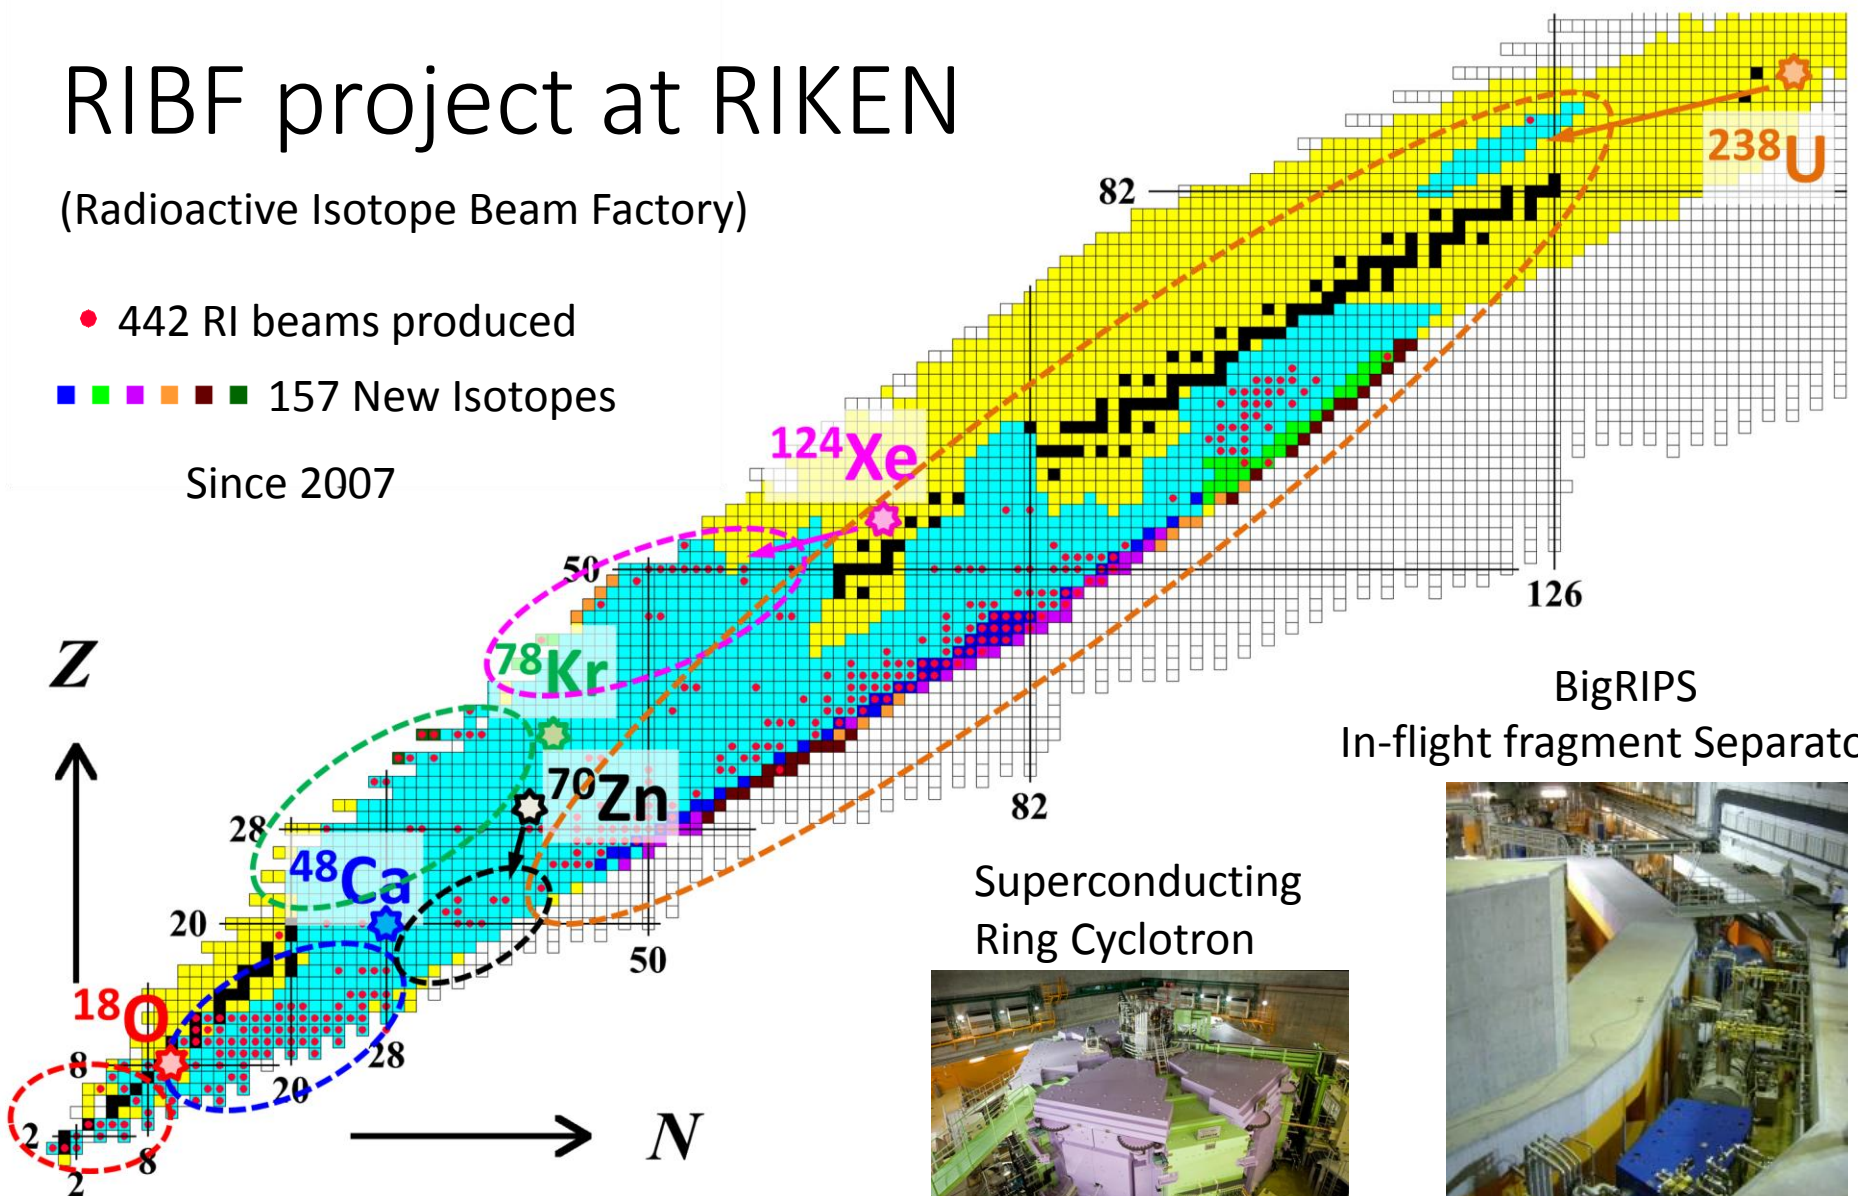 RIBF project at RIKEN
(Radioactive Isotope Beam Factory)
442 RI beams produced
157 New Isotopes
Since 2007
238U
82
124Xe
50
126
78Kr
Z
BigRIPS
In-flight fragment Separato
70Zn
82
28
48Ca
Superconducting
Ring Cyclotron
20
50
18O
28
8
20
N
2
8
2